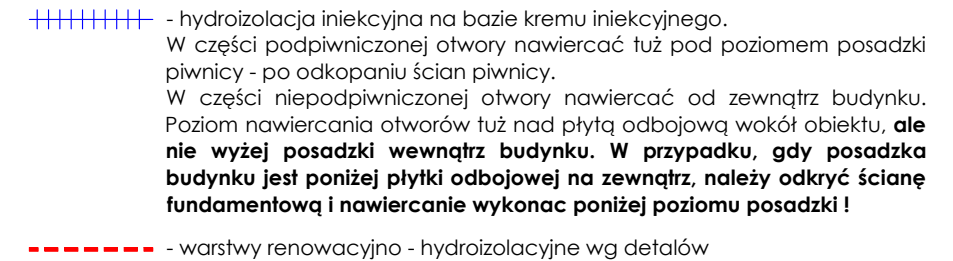 - hydroizolacja iniekcyjna na bazie kremu iniekcyjnego.
W części podpiwniczonej otwory nawiercać tuż pod poziomem posadzki
piwnicy - po odkopaniu ścian piwnicy.
W części niepodpiwniczonej otwory nawiercać od zewnątrz budynku.
Poziom nawiercania otworów tuż nad płytą odbojową wokół obiektu, ale
nie wyżej posadzki wewnątrz budynku. W przypadku, gdy posadzka
budynku jest poniżej płytki odbojowej na zewnątrz, należy odkryć ścianę
fundamentową i nawiercanie wykonac poniżej poziomu posadzki !
- warstwy renowacyjno - hydroizolacyjne wg detalów